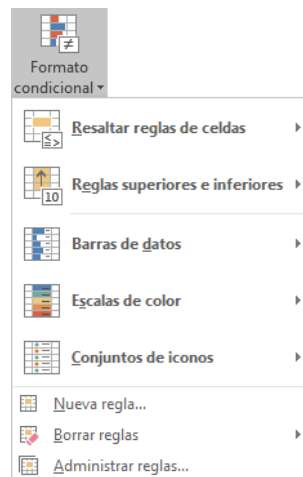 Formato
condicional
≤ >
Resaltar reglas de celdas
10
Reglas superiores e inferiores
Barras de datos
Escalas de color
Conjuntos de iconos
Nueva regla...
Borrar reglas
Administrar reglas...